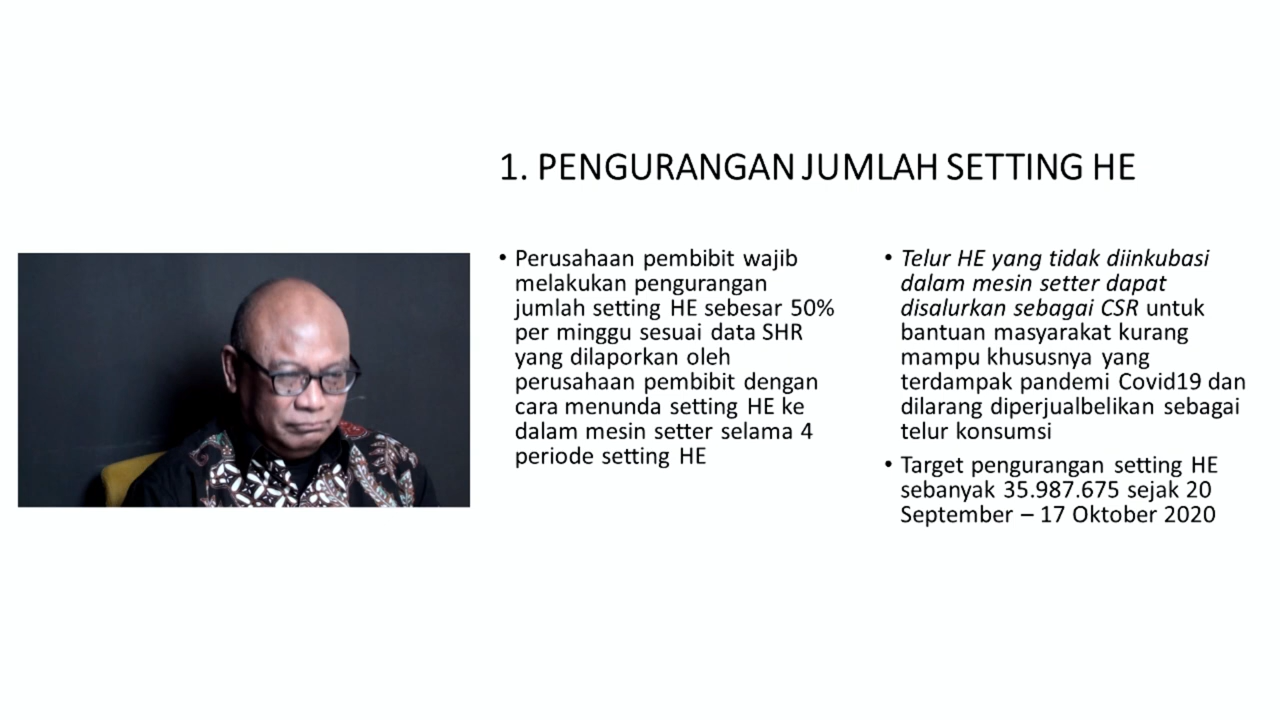 1. PENGURANGAN JUMLAH SETTING HE
• Perusahaan pembibit wajib
melakukan pengurangan
jumlah setting HE sebesar 50%
per minggu sesuai data SHR
yang dilaporkan oleh
perusahaan pembibit dengan
cara menunda setting HE ke
dalam mesin setter selama 4
periode setting HE
• Telur HE yang tidak diinkubasi
dalam mesin setter dapat
disalurkan sebagai CSR untuk
bantuan masyarakat kurang
mampu khususnya yang
terdampak pandemi Covid19 dan
dilarang diperjualbelikan sebagai
telur konsumsi
• Target pengurangan setting HE
sebanyak 35.987.675 sejak 20
September – 17 Oktober 2020